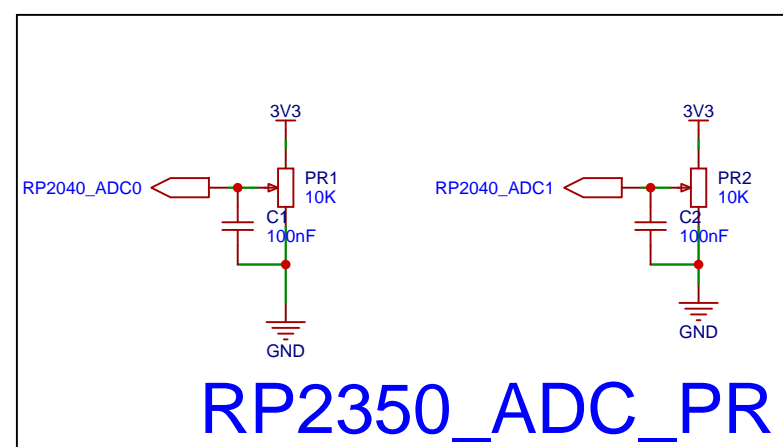 3V3
3V3
RP2040_ADC0
PR1
10K
RP2040_ADC1
PR2
10K
C1
100nF
C2
100nF
GND
GND
RP2350_ADC_PR